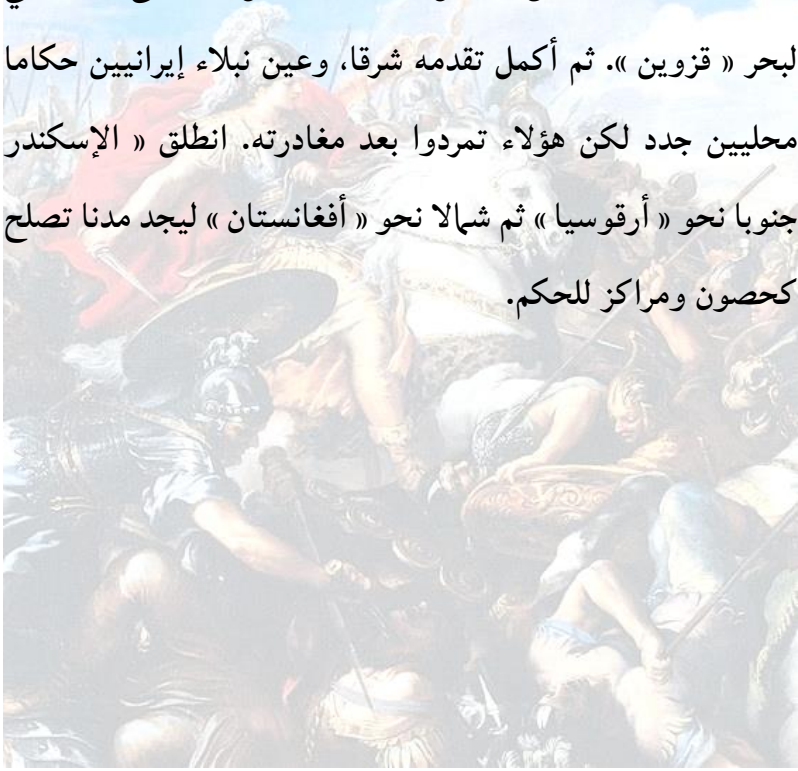 لبحر « قزوين ». ثم أكمل تقدمه شرقا، وعين نبلاء إيرانيين حكاما
محليين جدد لكن هؤلاء تمردوا بعد مغادرته. انطلق « الإسكندر
جنوبا نحو « أرقوسيا » ثم شمالا نحو « أفغانستان » ليجد مدنا تصلح
كحصون ومراكز للحكم.